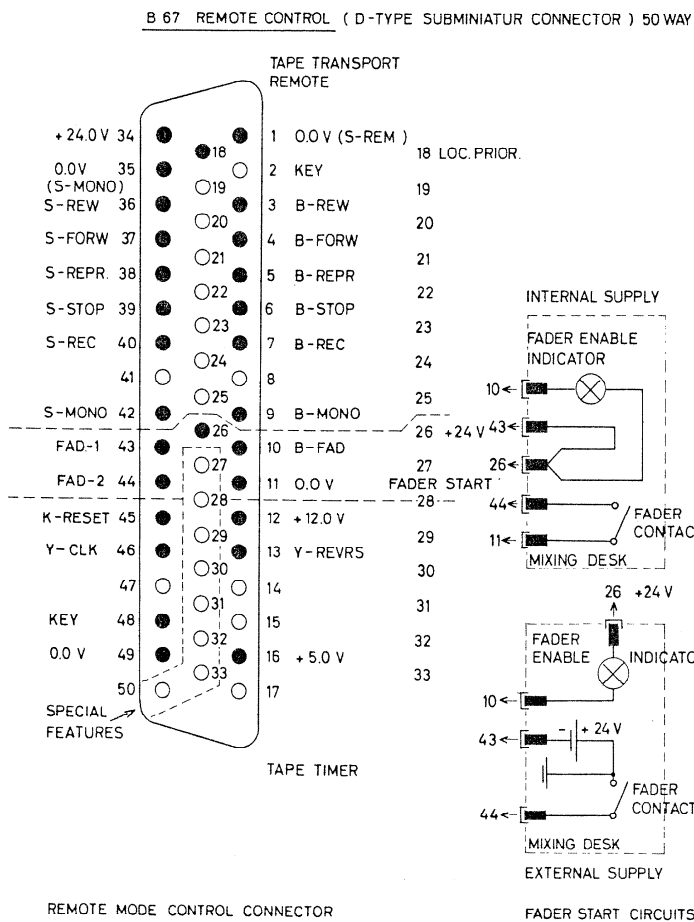 B 67 REMOTE CONTROL ( D-TYPE SUBMINIATUR CONNECTOR ) 50 WAY
TAPE TRANSPORT
REMOTE
+ 24.0 V 34
0.0 V 35
(S-MONO)
S-REW 36
S-FORW 37
S-REPR. 38
S-STOP 39
S-REC 40
41
S-MONO 42
FAD.-1 43
FAD-2 44
K-RESET 45
Y-CLK 46
47
KEY 48
0.0 V 49
50
SPECIAL
FEATURES
18
19
20
21
22
23
24
25
26
27
28
29
30
31
32
33
1 0.0 V (S-REM )
2 KEY
3 B-REW
4 B-FORW
5 B-REPR
6 B-STOP
7 B-REC
8
9 B-MONO
10 B-FAD
11 0.0 V
12 +12.0 V
13 Y-REVRS
14
15
16 + 5.0 V
17
TAPE TIMER
18 LOC. PRIOR.
19
20
21
22
23
24
25
26 +24 V
27
FADER START
28
29
30
31
32
33
INTERNAL SUPPLY
FADER ENABLE
INDICATOR
10
43
26
44
FADER
CONTACT
11
MIXING DESK
26 +24 V
FADER
ENABLE INDICATO
10
- + 24 V
43
FADER
CONTACT
44
MIXING DESK
EXTERNAL SUPPLY
REMOTE MODE CONTROL CONNECTOR
FADER START CIRCUITS